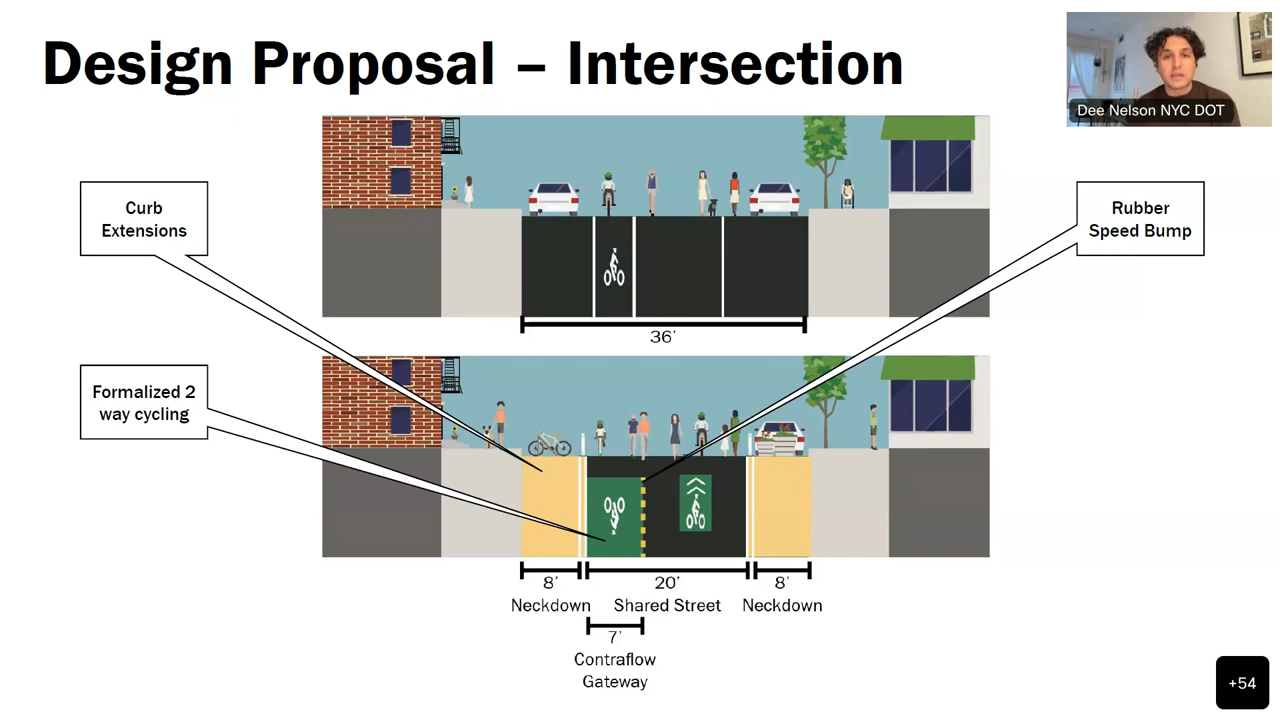 Design Proposal – Intersection
Dee Nelson NYC DOT
Curb
Extensions
Rubber
Speed Bump
36'
Formalized 2
way cycling
8'
20'
8'
Neckdown
Shared Street
Neckdown
7'
Contraflow
Gateway
+54